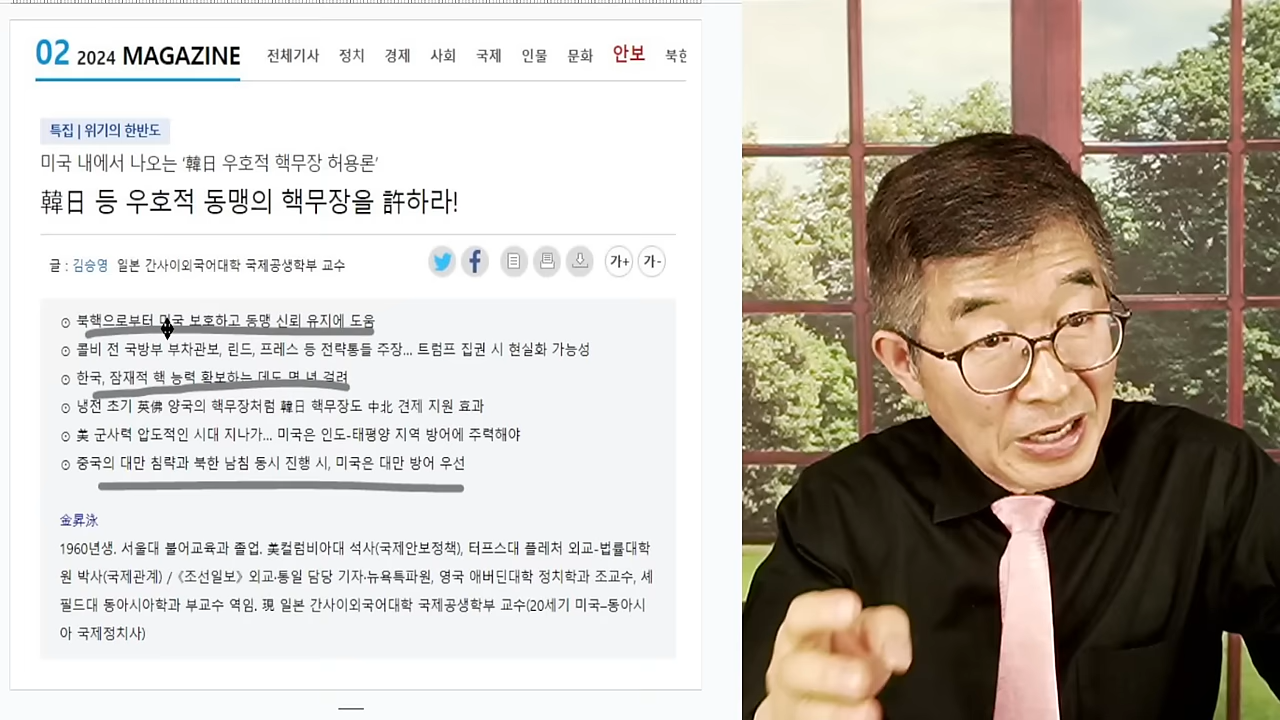 02 2024 MAGAZINE 전체기사 정치 경제 사회 국제 인물 문화 안보 북한
특집 | 위기의 한반도
미국 내에서 나오는 ‘韓日 우호적 핵무장 허용론’
韓日 등 우호적 동맹의 핵무장을 許하라!
글 : 김승영 일본 간사이외국어대학 국제공생학부 교수
가+ 가-
⊙ 북핵으로부터 미국 보호하고 동맹 신뢰 유지에 도움
⊙ 콜비 전 국방부 부차관보, 린드, 프레스 등 전략통들 주장... 트럼프 집권 시 현실화 가능성
⊙ 한국, 잠재적 핵 능력 확보하는 데도 몇 년 걸려
⊙ 냉전 초기 英佛 양국의 핵무장처럼 韓日 핵무장도 中北 견제 지원 효과
⊙ 美 군사력 압도적인 시대 지나가... 미국은 인도-태평양 지역 방어에 주력해야
⊙ 중국의 대만 침략과 북한 남침 동시 진행 시, 미국은 대만 방어 우선
金昇泳
1960년생. 서울대 불어교육과 졸업. 美컬럼비아대 석사(국제안보정책), 터프스대 플레처 외교-법률대학
원 박사(국제관계) /《조선일보》 외교·통일 담당 기자·뉴욕특파원, 영국 애버딘대학 정치학과 조교수, 셰
필드대 동아시아학과 부교수 역임. 現 일본 간사이외국어대학 국제공생학부 교수(20세기 미국–동아시
아 국제정치사)